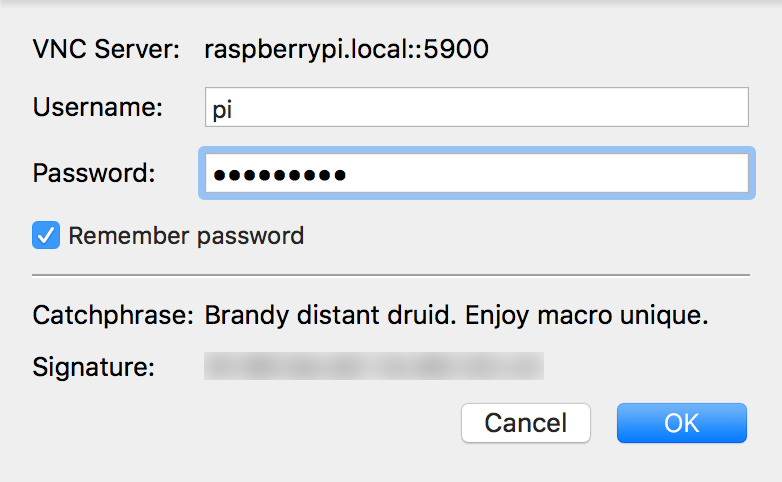 VNC Server: raspberrypi.local::5900
Username: pi
Password: •••••••••
Remember password
Catchphrase: Brandy distant druid. Enjoy macro unique.
Signature:
Cancel OK